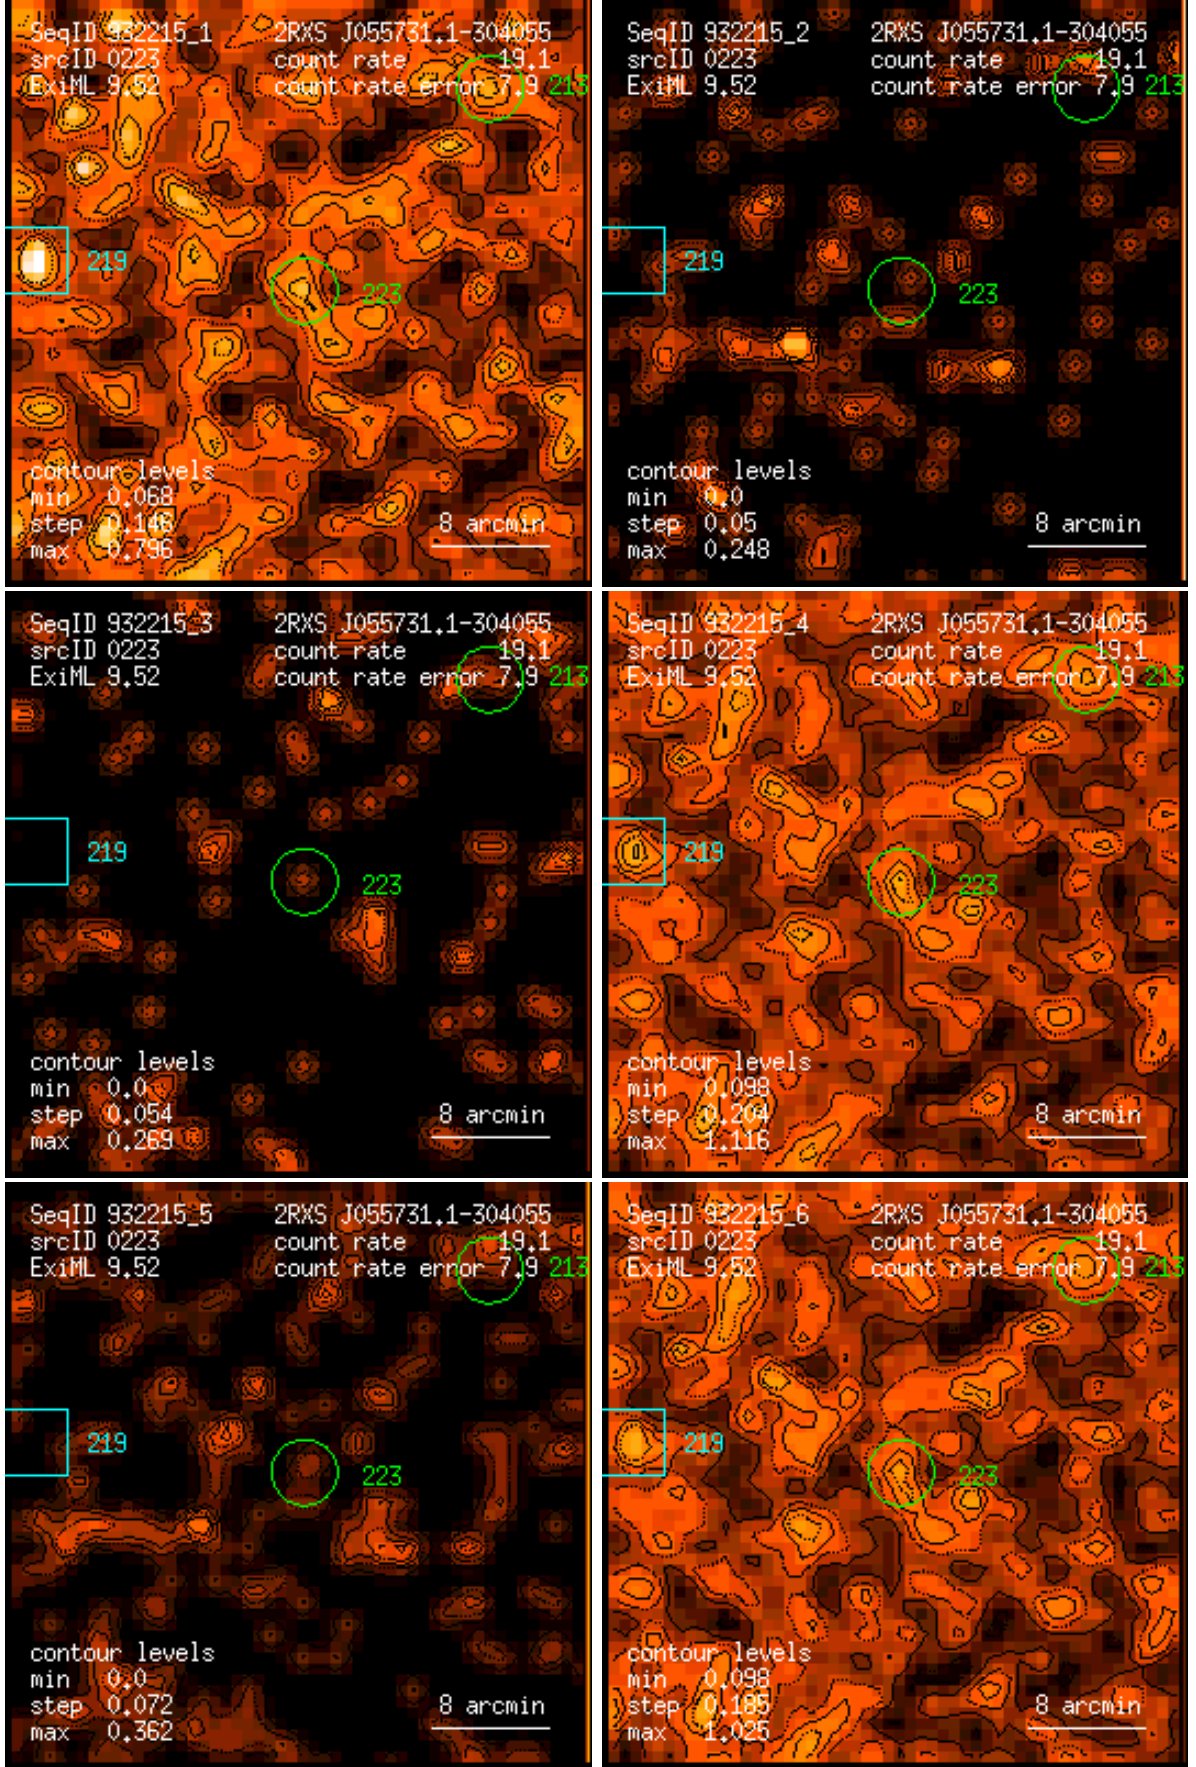 SeqID 932215_1 2RXS J055731.1-304055
srcID 0223 count rate 19.1
ExiML 9.52 count rate error 7.9 213
219
223
contour levels
min 0.068
step 0.146 8 arcmin
max 0.796
SeqID 932215_2 2RXS J055731.1-304055
srcID 0223 count rate 19.1
ExiML 9.52 count rate error 7.9 213
219
223
contour levels
min 0.0
step 0.05 8 arcmin
max 0.248
SeqID 932215_3 2RXS J055731.1-304055
srcID 0223 count rate 19.1
ExiML 9.52 count rate error 7.9 213
219
223
contour levels
min 0.0
step 0.054 8 arcmin
max 0.269
SeqID 932215_4 2RXS J055731.1-304055
srcID 0223 count rate 19.1
ExiML 9.52 count rate error 7.9 213
219
223
contour levels
min 0.098
step 0.204 8 arcmin
max 1.116
SeqID 932215_5 2RXS J055731.1-304055
srcID 0223 count rate 19.1
ExiML 9.52 count rate error 7.9 213
219
223
contour levels
min 0.0
step 0.072 8 arcmin
max 0.362
SeqID 932215_6 2RXS J055731.1-304055
srcID 0223 count rate 19.1
ExiML 9.52 count rate error 7.9 213
219
223
contour levels
min 0.098
step 0.185 8 arcmin
max 1.025